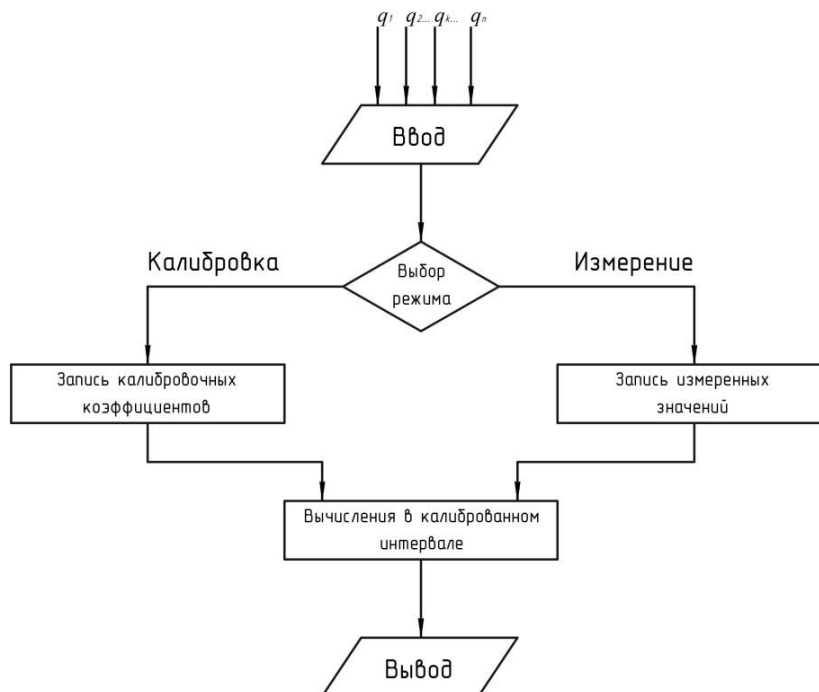 q1 q2... qk... qn
Ввод
Калибровка
Выбор
режима
Измерение
Запись калибровочных
коэффициентов
Запись измеренных
значений
Вычисления в калиброванном
интервале
Вывод